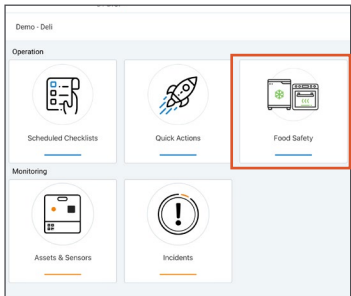 Demo - Deli
Operation
Scheduled Checklists
Quick Actions
Food Safety
Monitoring
Assets & Sensors
Incidents